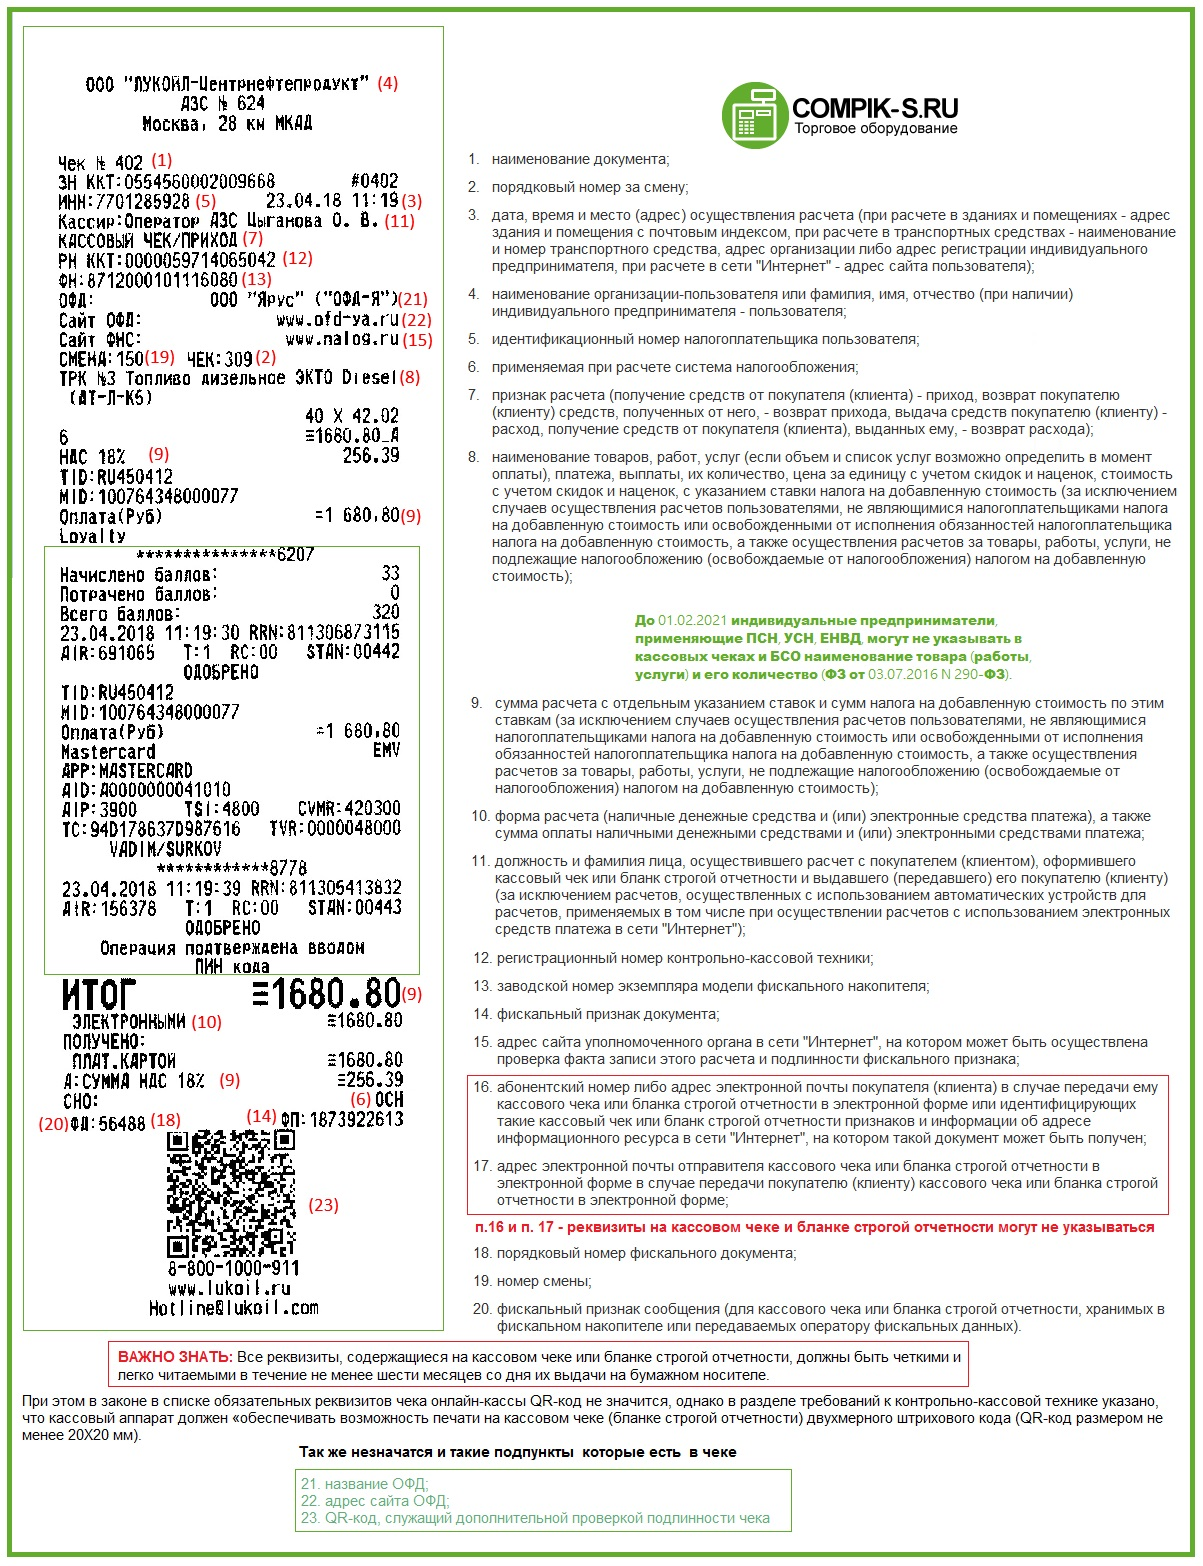 ООО "ЛУКОЙЛ-Центрнефтепродукт" (4)
АЗС № 624
Москва, 28 км МКАД
Чек № 402 (1)
ЗН ККТ:0554560002009668 #0402
ИНН:7701285928 (5) 23.04.18 11:19 (3)
Кассир:Оператор АЗС Цыганова О. В. (11)
КАССОВЫЙ ЧЕК/ПРИХОД (7)
РН ККТ:0000059714065042 (12)
ФН:8712000101116080 (13)
ОФД: ООО "Ярус" ("ОФД-Я") (21)
Сайт ОФД: www.ofd-ya.ru (22)
Сайт ФНС: www.nalog.ru (15)
СМЕНА:150 (19) ЧЕК:309 (2)
ТРК №3 Топливо дизельное ЭКТО Diesel (8)
(ДТ-Л-К5)
40 X 42.02
6 ≡1680.80_А
НДС 18% (9) 256.39
TID:RU450412
MID:100764348000077
Оплата(Руб) =1 680,80 (9)
Loyalty
***************6207
Начислено баллов: 33
Потрачено баллов: 0
Всего баллов: 320
23.04.2018 11:19:30 RRN:811306873115
AIR:691065 T:1 RC:00 STAN:00442
ОДОБРЕНО
TID:RU450412
MID:100764348000077
Оплата(Руб) =1 680,80
Mastercard EMV
APP:MASTERCARD
AID:A0000000041010
AIP:3900 TSI:4800 CVMR:420300
TC:94D178637D987616 TVR:0000048000
VADIM/SURKOV
************8778
23.04.2018 11:19:39 RRN:811305413832
AIR:156378 T:1 RC:00 STAN:00443
ОДОБРЕНО
Операция подтверждена вводом
ПИН кода
ИТОГ ≡1680.80 (9)
ЭЛЕКТРОННЫМИ (10) ≡1680.80
ПОЛУЧЕНО:
ПЛАТ.КАРТОЙ ≡1680.80
А:СУММА НДС 18% (9) ≡256.39
СНО: (6) ОСН
(20) ФД:56488 (18) (14) ФП:1873922613
(23)
8-800-1000-911
www.lukoil.ru
Hotline@lukoil.com
COMPIK-S.RU
Торговое оборудование
1. наименование документа;
2. порядковый номер за смену;
3. дата, время и место (адрес) осуществления расчета (при расчете в зданиях и помещениях - адрес
здания и помещения с почтовым индексом, при расчете в транспортных средствах - наименование
и номер транспортного средства, адрес организации либо адрес регистрации индивидуального
предпринимателя, при расчете в сети "Интернет" - адрес сайта пользователя);
4. наименование организации-пользователя или фамилия, имя, отчество (при наличии)
индивидуального предпринимателя - пользователя;
5. идентификационный номер налогоплательщика пользователя;
6. применяемая при расчете система налогообложения;
7. признак расчета (получение средств от покупателя (клиента) - приход, возврат покупателю
(клиенту) средств, полученных от него, - возврат прихода, выдача средств покупателю (клиенту) -
расход, получение средств от покупателя (клиента), выданных ему, - возврат расхода);
8. наименование товаров, работ, услуг (если объем и список услуг возможно определить в момент
оплаты), платежа, выплаты, их количество, цена за единицу с учетом скидок и наценок, стоимость
с учетом скидок и наценок, с указанием ставки налога на добавленную стоимость (за исключением
случаев осуществления расчетов пользователями, не являющимися налогоплательщиками налога
на добавленную стоимость или освобожденными от исполнения обязанностей налогоплательщика
налога на добавленную стоимость, а также осуществления расчетов за товары, работы, услуги, не
подлежащие налогообложению (освобождаемые от налогообложения) налогом на добавленную
стоимость);
До 01.02.2021 индивидуальные предприниматели,
применяющие ПСН, УСН, ЕНВД, могут не указывать в
кассовых чеках и БСО наименование товара (работы,
услуги) и его количество (ФЗ от 03.07.2016 N 290-ФЗ).
9. сумма расчета с отдельным указанием ставок и сумм налога на добавленную стоимость по этим
ставкам (за исключением случаев осуществления расчетов пользователями, не являющимися
налогоплательщиками налога на добавленную стоимость или освобожденными от исполнения
обязанностей налогоплательщика налога на добавленную стоимость, а также осуществления
расчетов за товары, работы, услуги, не подлежащие налогообложению (освобождаемые от
налогообложения) налогом на добавленную стоимость);
10. форма расчета (наличные денежные средства и (или) электронные средства платежа), а также
сумма оплаты наличными денежными средствами и (или) электронными средствами платежа;
11. должность и фамилия лица, осуществившего расчет с покупателем (клиентом), оформившего
кассовый чек или бланк строгой отчетности и выдавшего (передавшего) его покупателю (клиенту)
(за исключением расчетов, осуществленных с использованием автоматических устройств для
расчетов, применяемых в том числе при осуществлении расчетов с использованием электронных
средств платежа в сети "Интернет");
12. регистрационный номер контрольно-кассовой техники;
13. заводской номер экземпляра модели фискального накопителя;
14. фискальный признак документа;
15. адрес сайта уполномоченного органа в сети "Интернет", на котором может быть осуществлена
проверка факта записи этого расчета и подлинности фискального признака;
16. абонентский номер либо адрес электронной почты покупателя (клиента) в случае передачи ему
кассового чека или бланка строгой отчетности в электронной форме или идентифицирующих
такие кассовый чек или бланк строгой отчетности признаков и информации об адресе
информационного ресурса в сети "Интернет", на котором такой документ может быть получен;
17. адрес электронной почты отправителя кассового чека или бланка строгой отчетности в
электронной форме в случае передачи покупателю (клиенту) кассового чека или бланка строгой
отчетности в электронной форме;
п.16 и п. 17 - реквизиты на кассовом чеке и бланке строгой отчетности могут не указываться
18. порядковый номер фискального документа;
19. номер смены;
20. фискальный признак сообщения (для кассового чека или бланка строгой отчетности, хранимых в
фискальном накопителе или передаваемых оператору фискальных данных).
ВАЖНО ЗНАТЬ: Все реквизиты, содержащиеся на кассовом чеке или бланке строгой отчетности, должны быть четкими и
легко читаемыми в течение не менее шести месяцев со дня их выдачи на бумажном носителе.
При этом в законе в списке обязательных реквизитов чека онлайн-кассы QR-код не значится, однако в разделе требований к контрольно-кассовой технике указано,
что кассовый аппарат должен «обеспечивать возможность печати на кассовом чеке (бланке строгой отчетности) двухмерного штрихового кода (QR-код размером не
менее 20X20 мм).
Так же незначатся и такие подпункты которые есть в чеке
21. название ОФД;
22. адрес сайта ОФД;
23. QR-код, служащий дополнительной проверкой подлинности чека